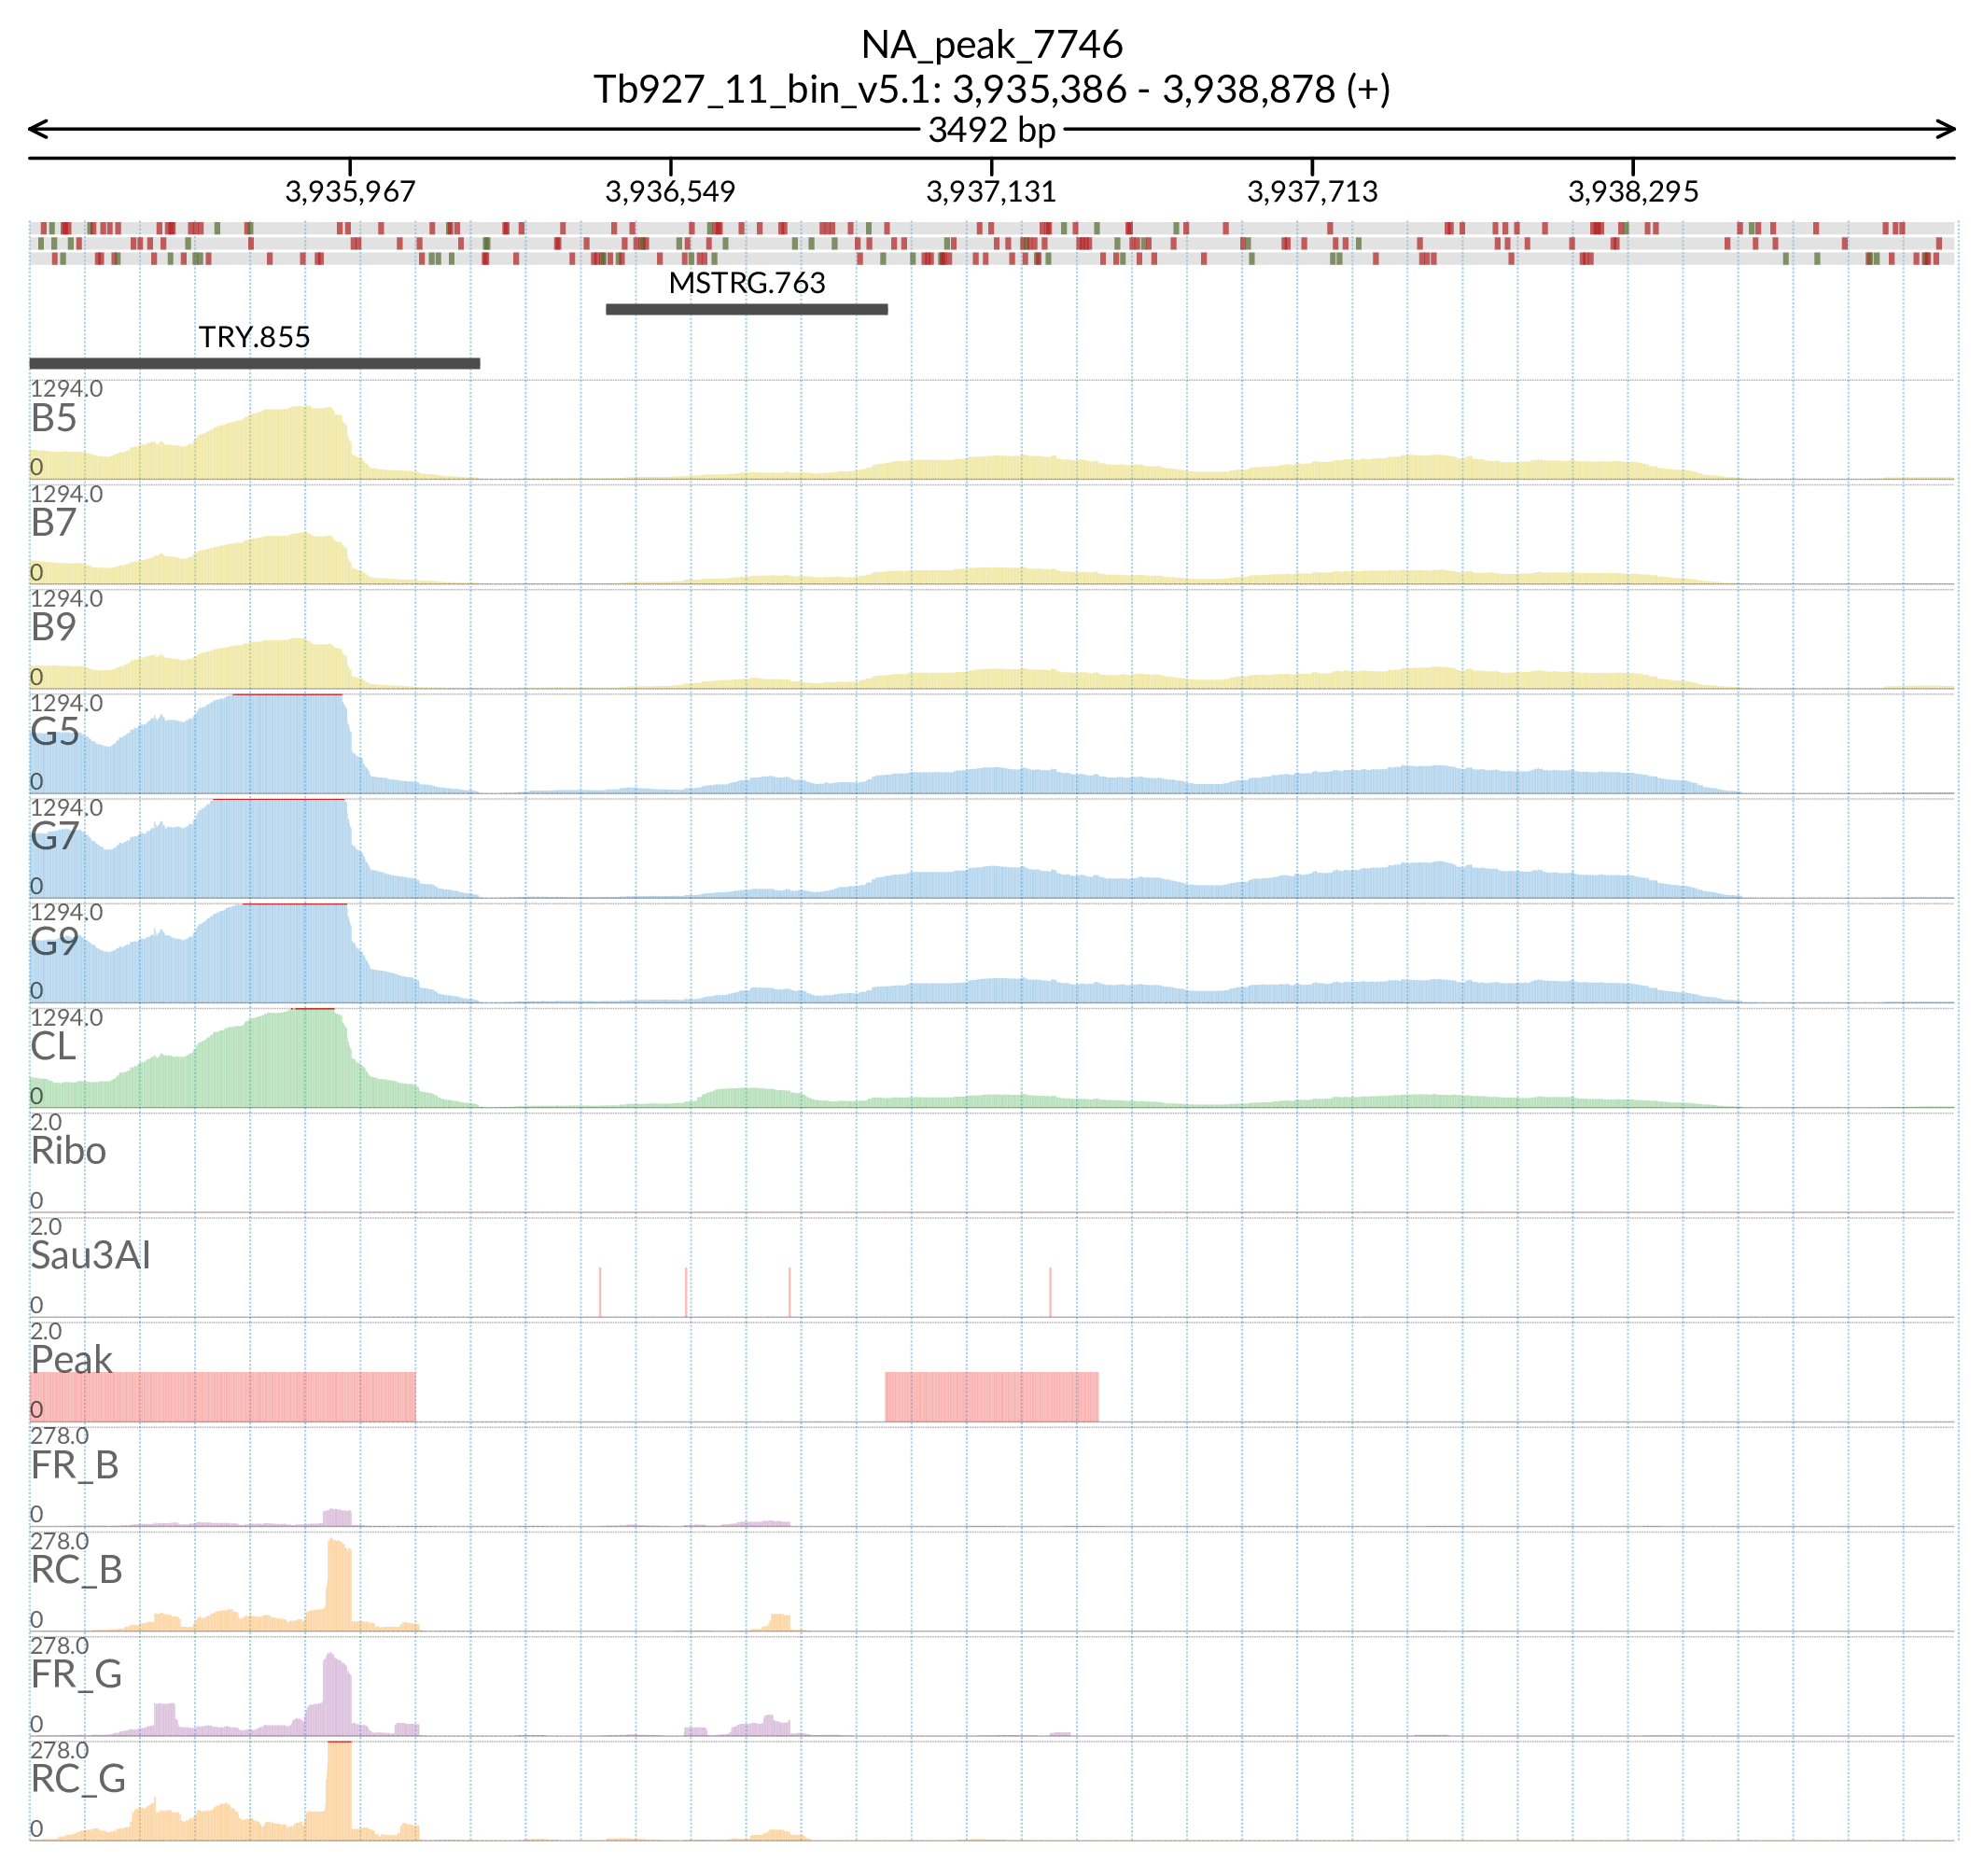 NA_peak_7746
Tb927_11_bin_v5.1: 3,935,386 - 3,938,878 (+)
3492 bp
3,935,967 3,936,549 3,937,131 3,937,713 3,938,295
MSTRG.763
TRY.855
1294.0
B5
0
1294.0
B7
0
1294.0
B9
0
1294.0
G5
0
1294.0
G7
0
1294.0
G9
0
1294.0
CL
0
2.0
Ribo
0
2.0
Sau3AI
0
2.0
Peak
0
278.0
FR_B
0
278.0
RC_B
0
278.0
FR_G
0
278.0
RC_G
0